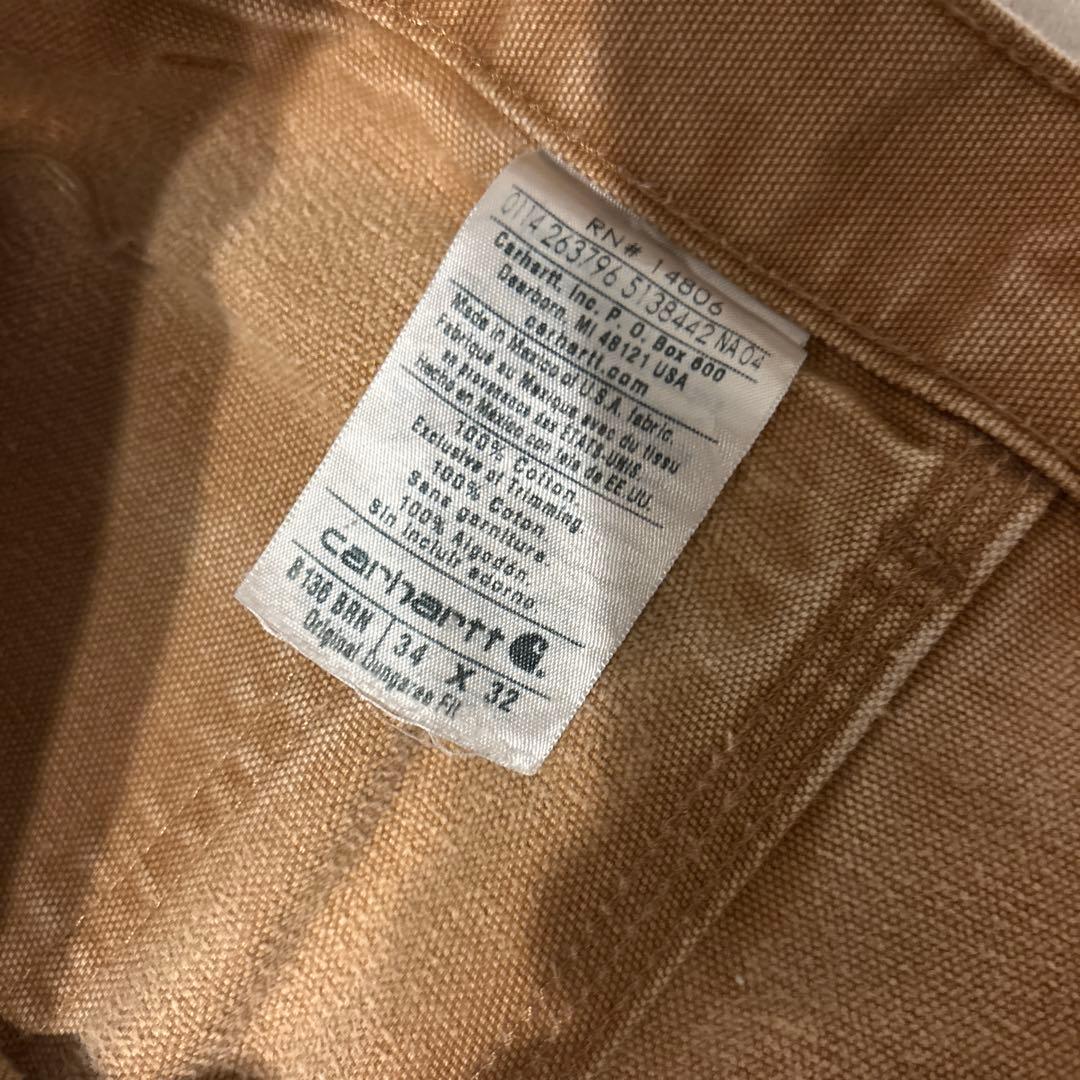 RN# 14806
0114 263796 5138442 NA 04
Carhartt, Inc. P. O. Box 600
Dearborn, MI 48121 USA
carhartt.com
Made in Mexico of U.S.A. fabric.
Fabriqué au Mexique avec du tissu
en provenance des ÉTATS-UNIS.
Hecho en México con tela de EE.UU.
100% Cotton.
Exclusive of Trimming.
100% Coton.
Sans garniture.
100% Algodón.
Sin incluir adorno.
carhartt
B136 BRN 34 X 32
Original Dungaree Fit